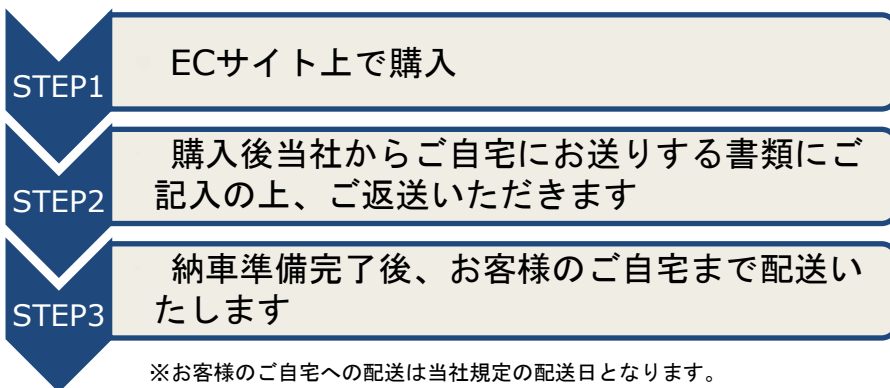 STEP1
ECサイト上で購入
STEP2
購入後当社からご自宅にお送りする書類にご
記入の上、ご返送いただきます
STEP3
納車準備完了後、お客様のご自宅まで配送い
たします
※お客様のご自宅への配送は当社規定の配送日となります。